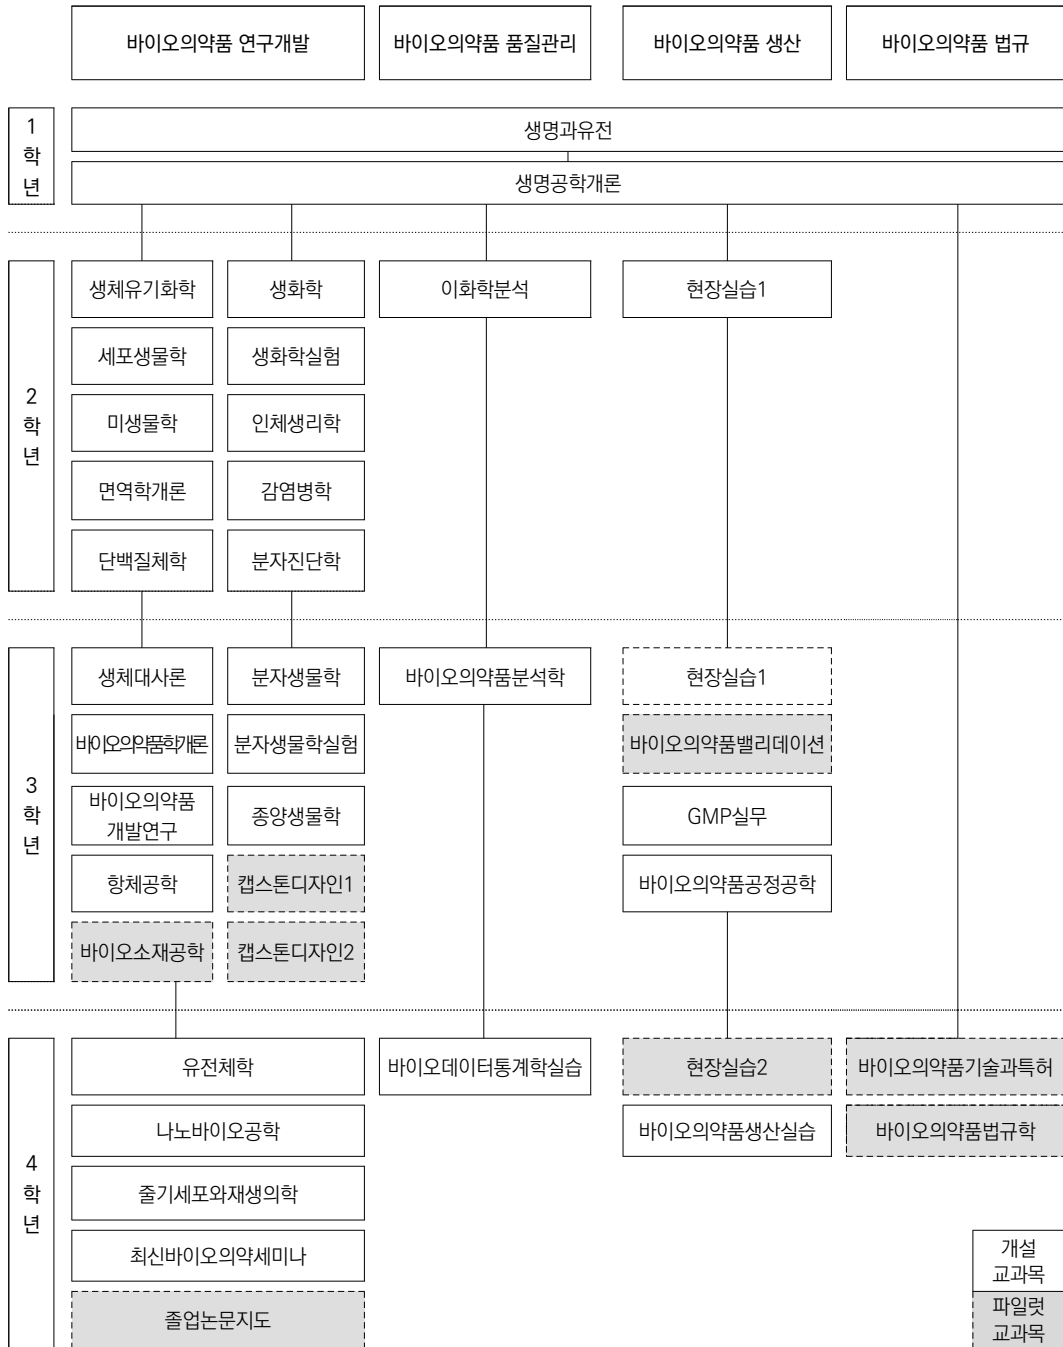 바이오의약품 연구개발
바이오의약품 품질관리
바이오의약품 생산
바이오의약품 법규
1
학
년
생명과유전
생명공학개론
2
학
년
생체유기화학
생화학
이화학분석
현장실습1
세포생물학
생화학실험
미생물학
인체생리학
면역학개론
감염병학
단백질체학
분자진단학
3
학
년
생체대사론
분자생물학
바이오의약품분석학
현장실습1
바이오의약품학개론
분자생물학실험
바이오의약품밸리데이션
바이오의약품
개발연구
종양생물학
GMP실무
항체공학
캡스톤디자인1
바이오의약품공정공학
바이오소재공학
캡스톤디자인2
4
학
년
유전체학
바이오데이터통계학실습
현장실습2
바이오의약품기술과특허
나노바이오공학
바이오의약품생산실습
바이오의약품법규학
줄기세포와재생의학
최신바이오의약세미나
졸업논문지도
개설
교과목
파일럿
교과목